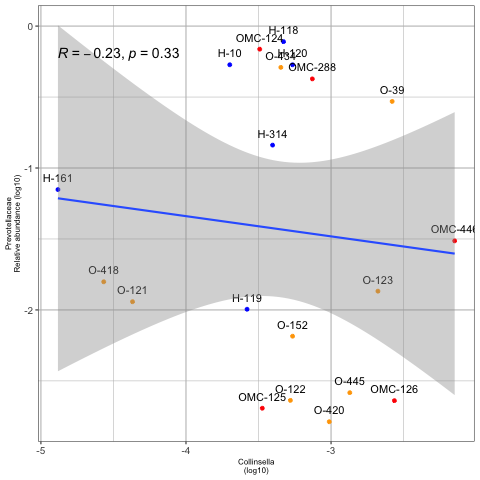 H-118
OMC-124
R = −0.23, p = 0.33
H-10
H-120
O-434
OMC-288
O-39
H-314
H-161
OMC-446
O-418
O-121
O-123
H-119
O-152
O-445
O-122
OMC-126
OMC-125
O-420
0
-1
-2
-5
-4
-3
Prevotellaceae
Relative abundance (log10)
Collinsella
(log10)